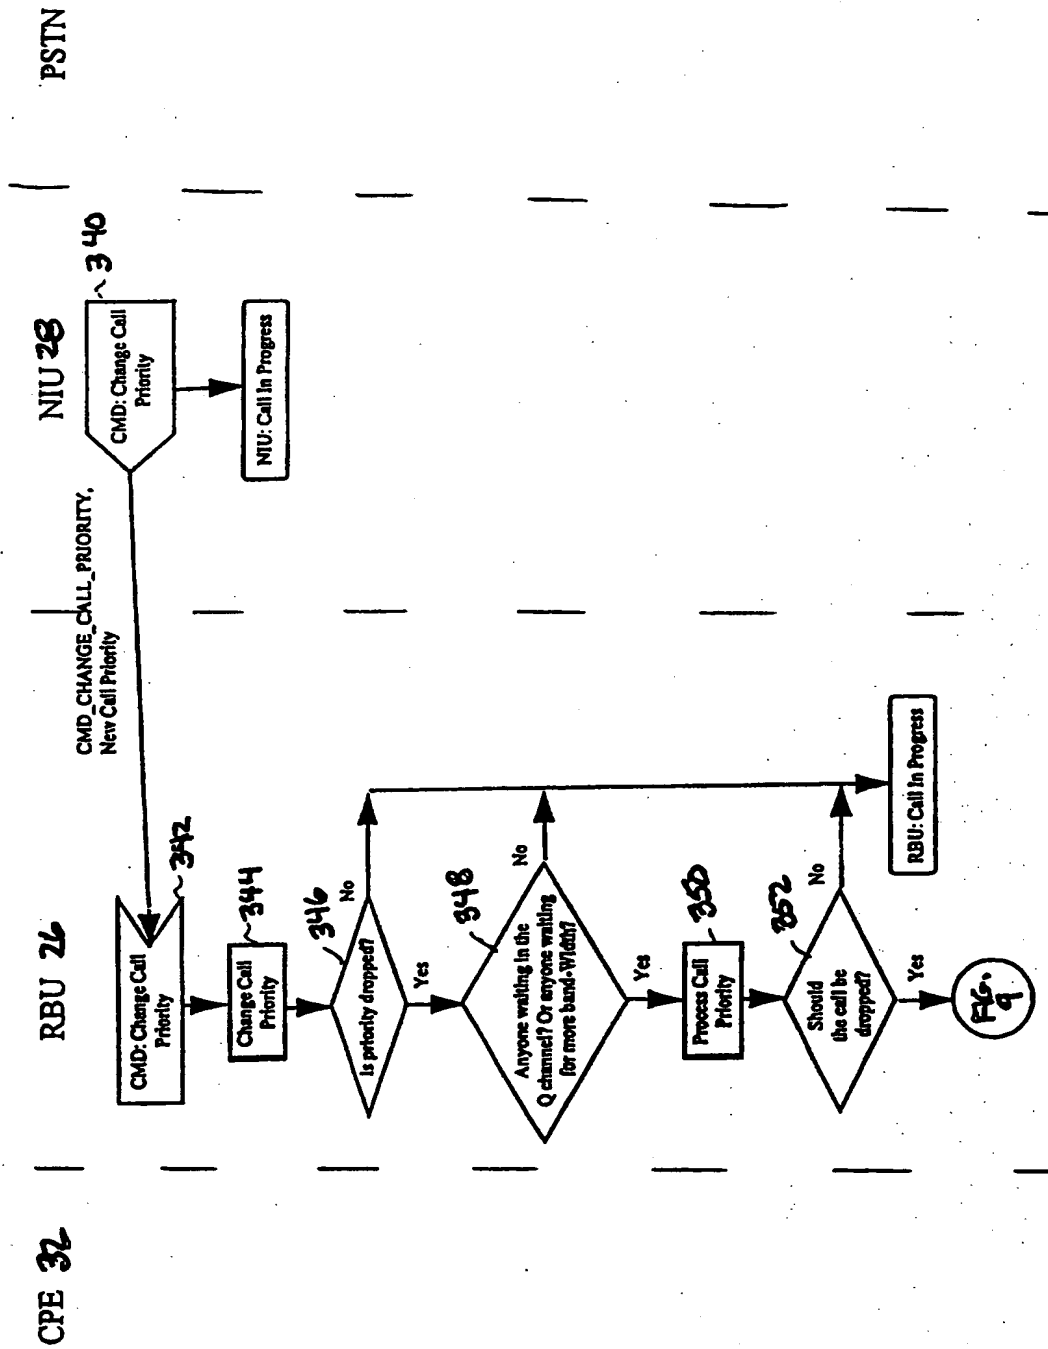 CPE 32
RBU 26
NIU 28
PSTN
CMD_CHANGE_CALL_PRIORITY,
New Call Priority
CMD: Change Call
Priority
340
NIU: Call In Progress
CMD: Change Call
Priority
342
Change Call
Priority
344
Is priority dropped?
346
No
Yes
Anyone waiting in the
Q channel? Or anyone waiting
for more band-Width?
348
No
Yes
Process Call
Priority
350
Should
the call be
dropped?
352
No
Yes
RBU: Call In Progress
FIG.
9